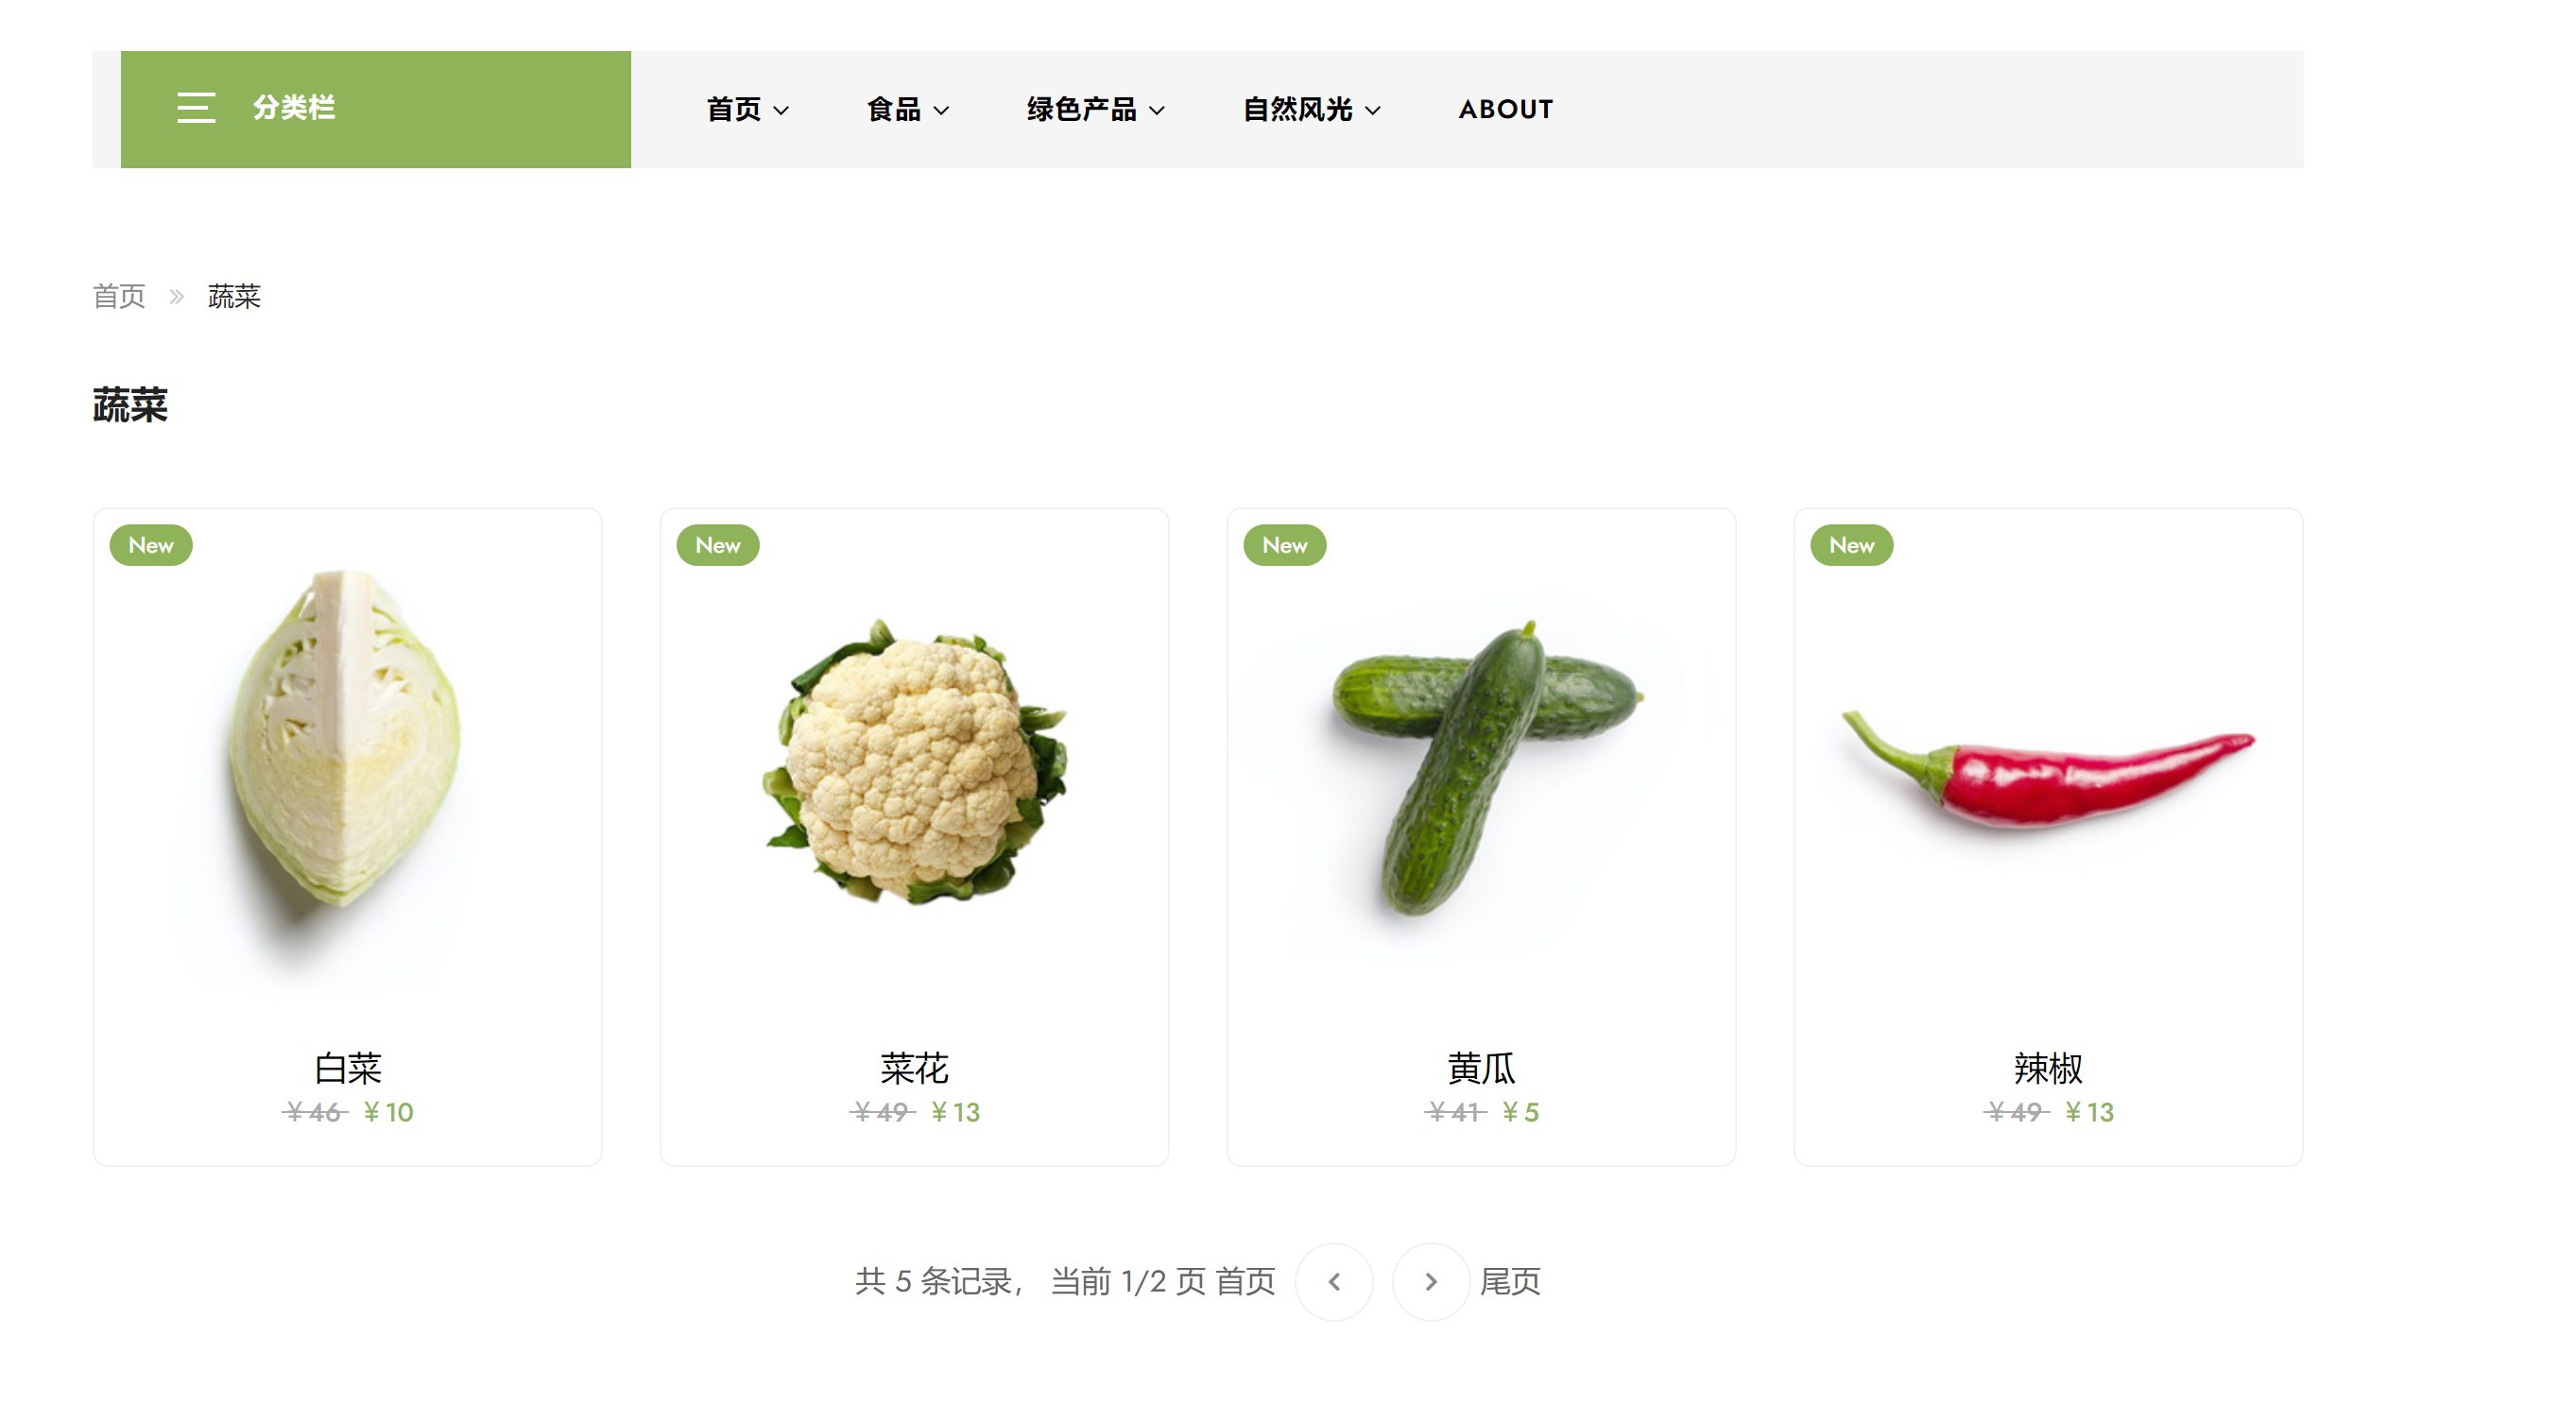 分类栏 首页 食品 绿色产品 自然风光 ABOUT
首页 » 蔬菜
蔬菜
New New New New
白菜 菜花 黄瓜 辣椒
¥46 ¥10 ¥49 ¥13 ¥41 ¥5 ¥49 ¥13
共 5 条记录， 当前 1/2 页 首页 尾页